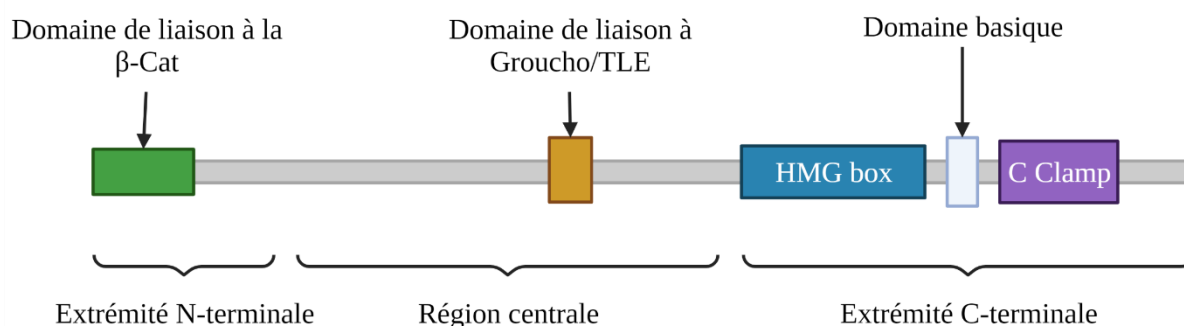 Domaine de liaison à la
β-Cat
Domaine de liaison à
Groucho/TLE
Domaine basique
HMG box
C Clamp
Extrémité N-terminale
Région centrale
Extrémité C-terminale